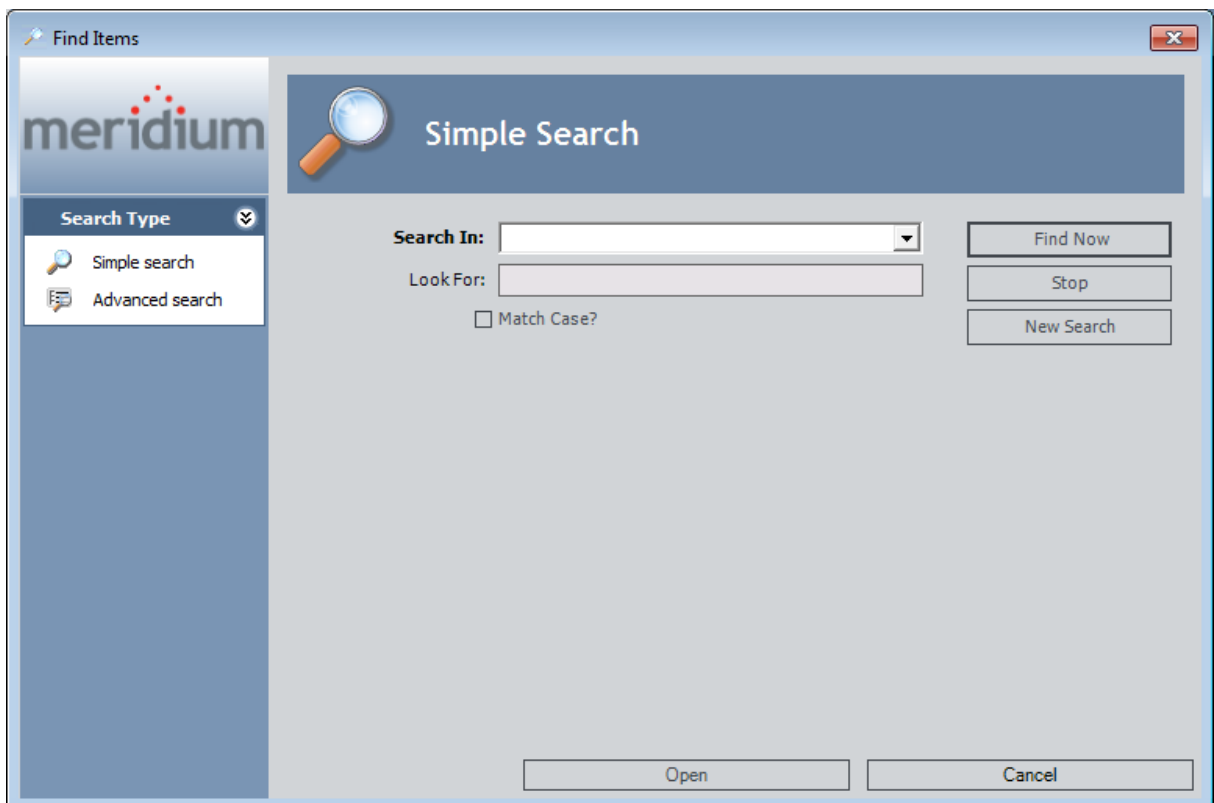 Find Items
meridium
Simple Search
Search Type
Simple search
Advanced search
Search In:
Look For:
Match Case?
Find Now
Stop
New Search
Open
Cancel